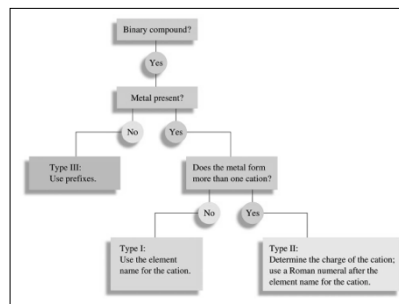 Binary compound?
Yes
Metal present?
No
Yes
Type III:
Use prefixes.
Does the metal form
more than one cation?
No
Yes
Type I:
Use the element
name for the cation.
Type II:
Determine the charge of the cation;
use a Roman numeral after the
element name for the cation.